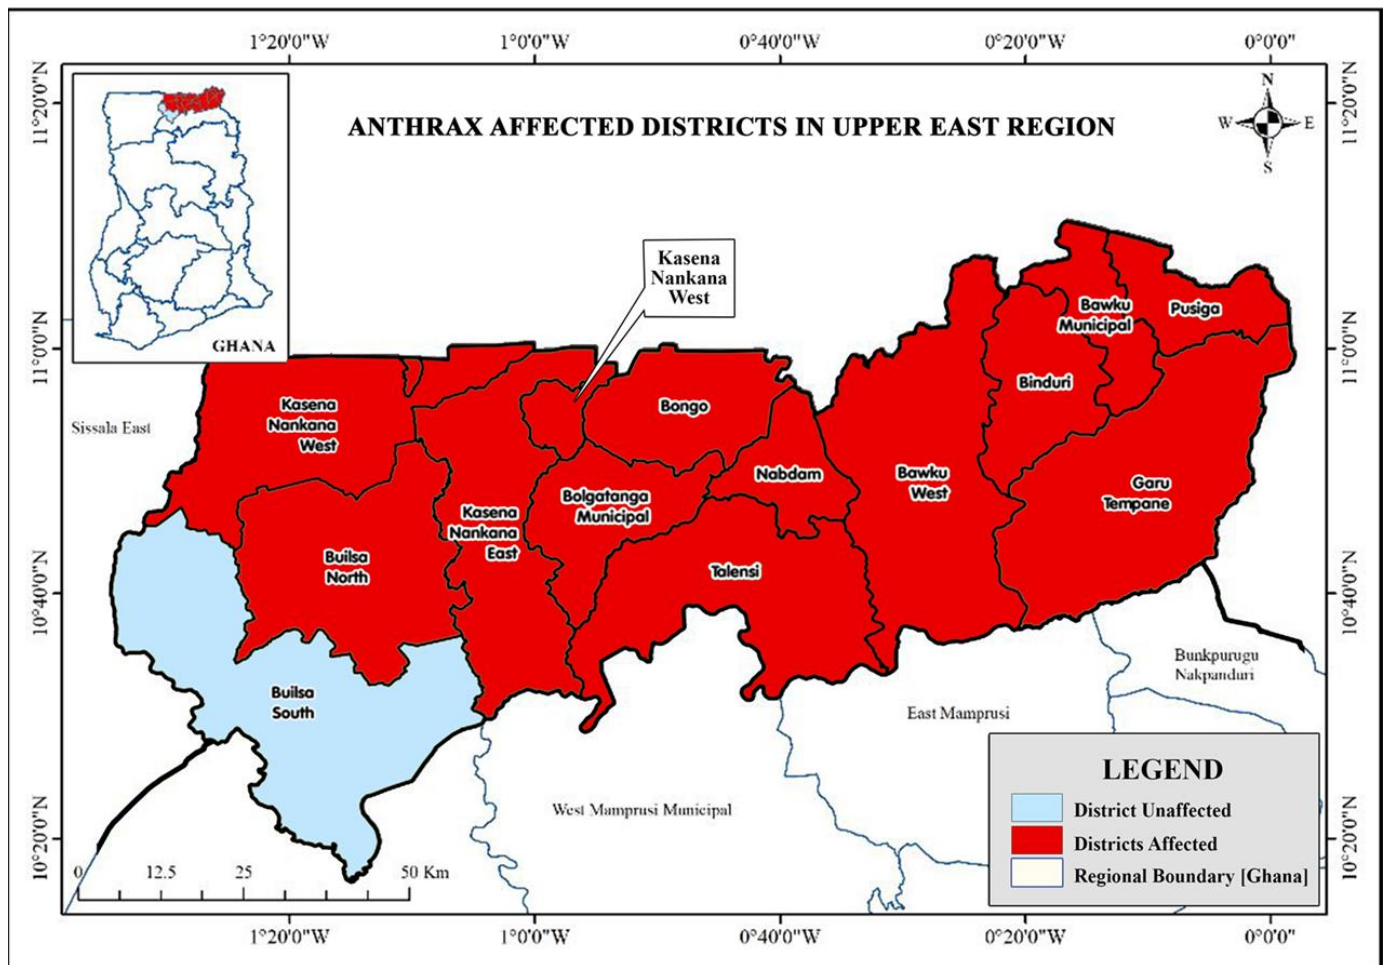 1°20'0"W
1°0'0"W
0°40'0"W
0°20'0"W
0°0'0"
11°20'0"N
11°20'0"N
ANTHRAX AFFECTED DISTRICTS IN UPPER EAST REGION
N
W
E
S
GHANA
Kasena
Nankana
West
11°0'0"N
11°0'0"N
Sissala East
Kasena
Nankana
West
Bongo
Bawku
Municipal
Pusiga
Binduri
Nabdam
Bawku
West
Garu
Tempane
Bolgatanga
Municipal
Kasena
Nankana
East
Builsa
North
Talensi
10°40'0"N
10°40'0"N
Builsa
South
Bunkpurugu
Nakpanduri
East Mamprusi
West Mamprusi Municipal
LEGEND
District Unaffected
Districts Affected
Regional Boundary [Ghana]
10°20'0"N
10°20'0"N
0 12.5 25 50 Km
1°20'0"W
1°0'0"W
0°40'0"W
0°20'0"W
0°0'0"